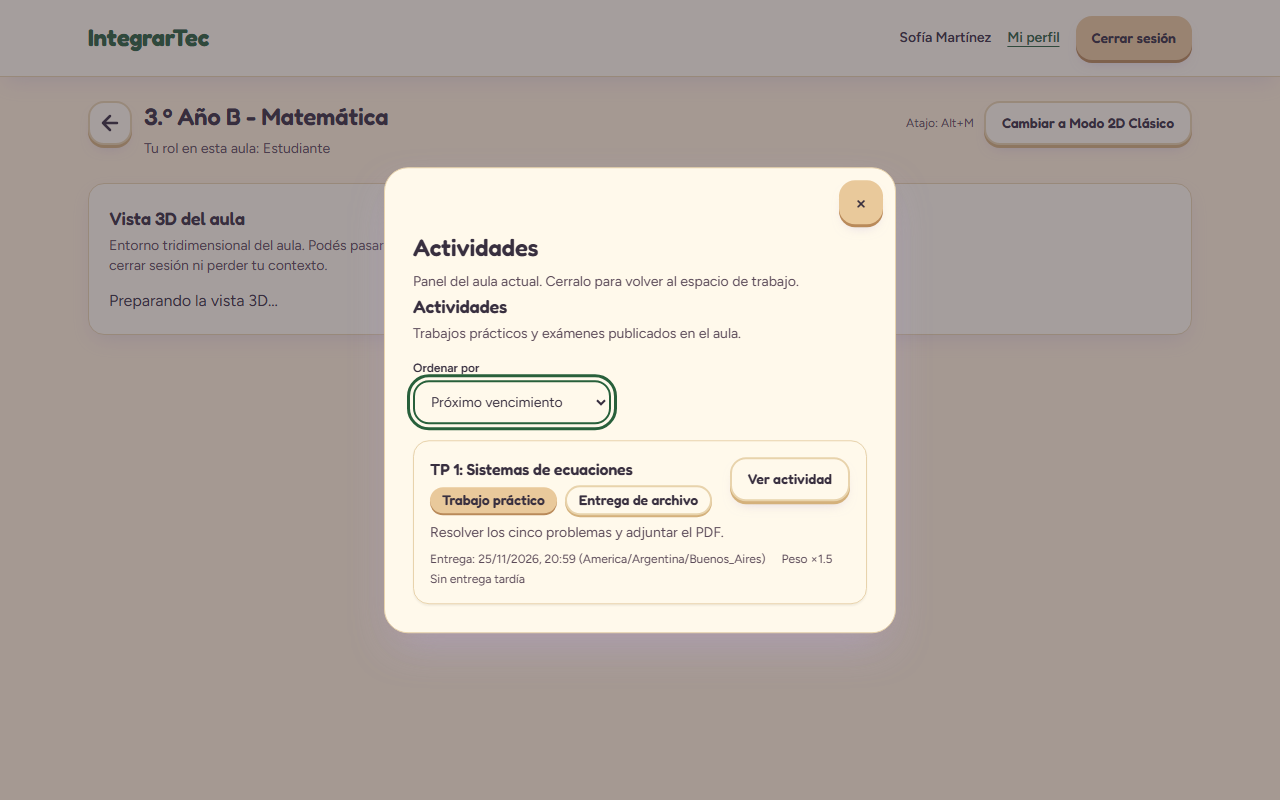 IntegrarTec
Sofía Martínez
Mi perfil
Cerrar sesión
3.º Año B - Matemática
Tu rol en esta aula: Estudiante
Atajo: Alt+M
Cambiar a Modo 2D Clásico
Vista 3D del aula
Entorno tridimensional del aula. Podés pasar
cerrar sesión ni perder tu contexto.
Preparando la vista 3D...
×
Actividades
Panel del aula actual. Cerralo para volver al espacio de trabajo.
Actividades
Trabajos prácticos y exámenes publicados en el aula.
Ordenar por
Próximo vencimiento
TP 1: Sistemas de ecuaciones
Ver actividad
Trabajo práctico
Entrega de archivo
Resolver los cinco problemas y adjuntar el PDF.
Entrega: 25/11/2026, 20:59 (America/Argentina/Buenos_Aires)
Peso ×1.5
Sin entrega tardía